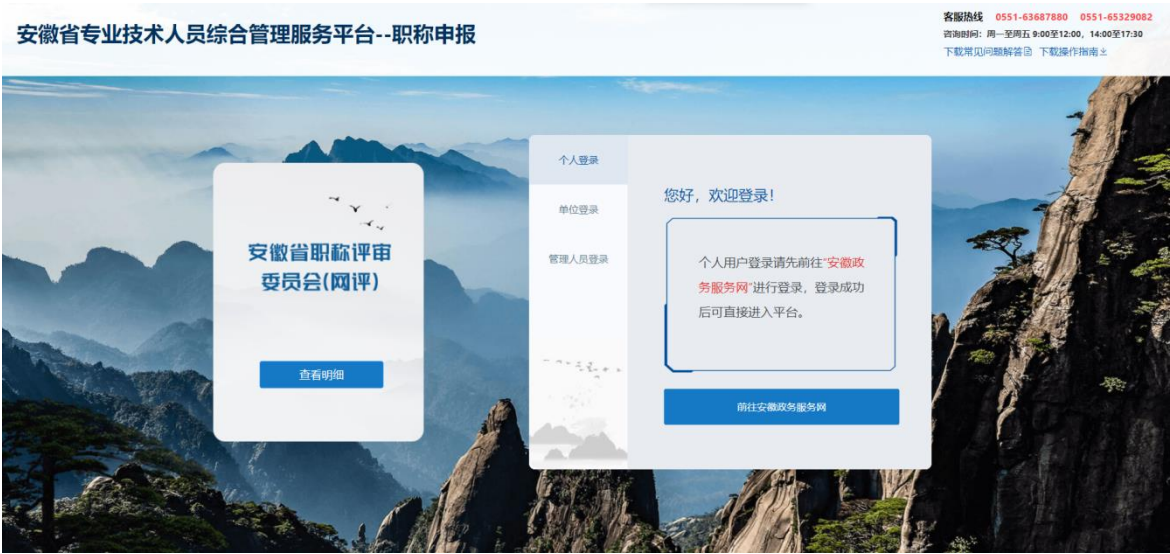 安徽省专业技术人员综合管理服务平台--职称申报
客服热线 0551-63687880 0551-65329082
咨询时间：周一至周五 9:00至12:00，14:00至17:30
下载常见问题解答 下载操作指南
安徽省职称评审
委员会(网评)
查看明细
个人登录
单位登录
管理人员登录
您好，欢迎登录！
个人用户登录请先前往"安徽政
务服务网"进行登录，登录成功
后可直接进入平台。
前往安徽政务服务网